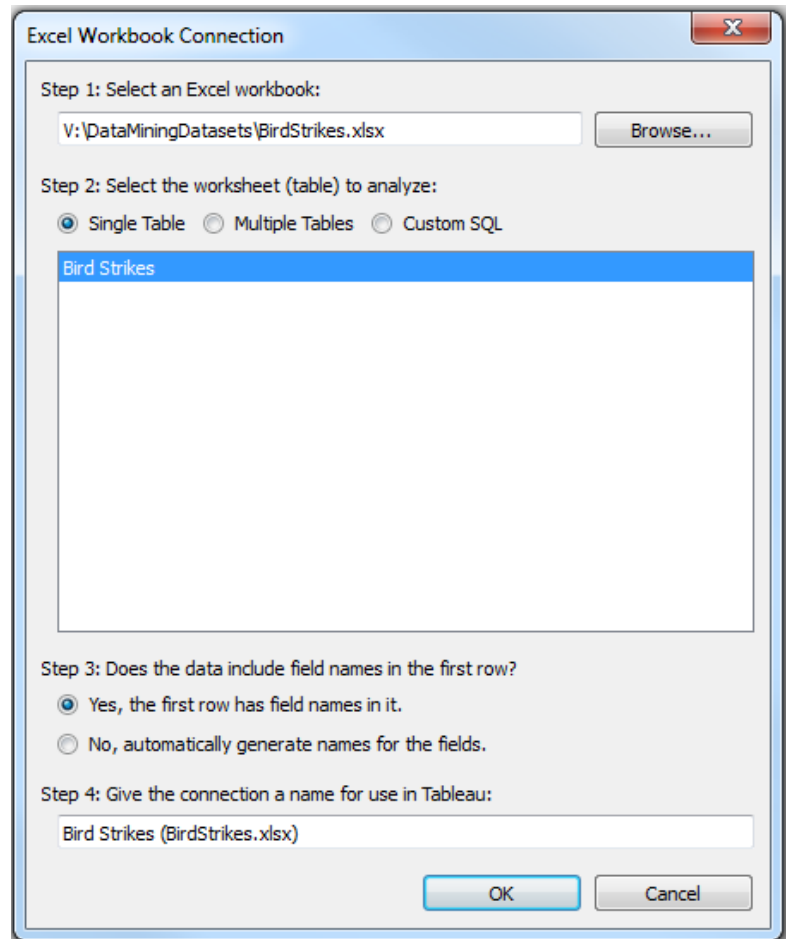 Excel Workbook Connection
Step 1: Select an Excel workbook:
V:\DataMiningDatasets\BirdStrikes.xlsx Browse...
Step 2: Select the worksheet (table) to analyze:
Single Table Multiple Tables Custom SQL
Bird Strikes
Step 3: Does the data include field names in the first row?
Yes, the first row has field names in it.
No, automatically generate names for the fields.
Step 4: Give the connection a name for use in Tableau:
Bird Strikes (BirdStrikes.xlsx)
OK Cancel